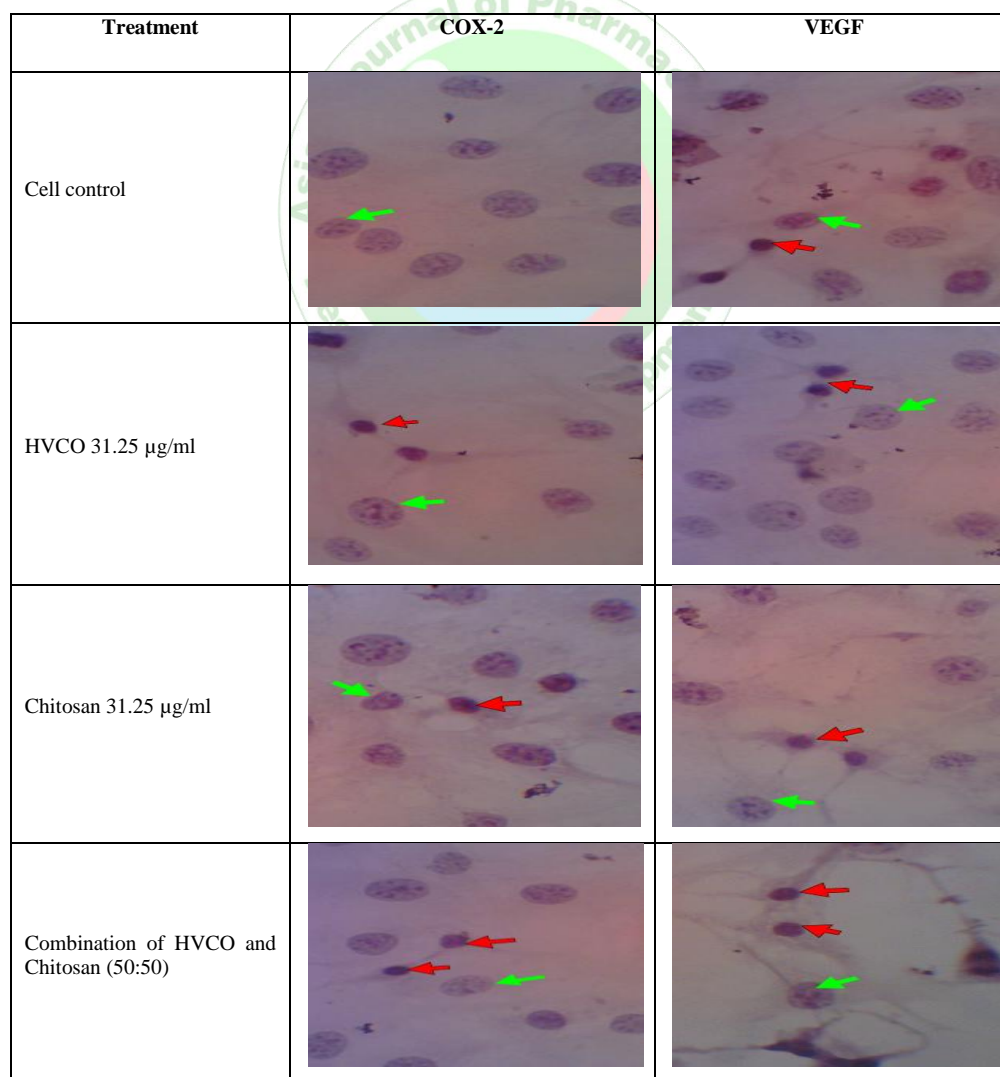 Treatment COX-2 VEGF
Cell control
HVCO 31.25 µg/ml
Chitosan 31.25 µg/ml
Combination of HVCO and
Chitosan (50:50)